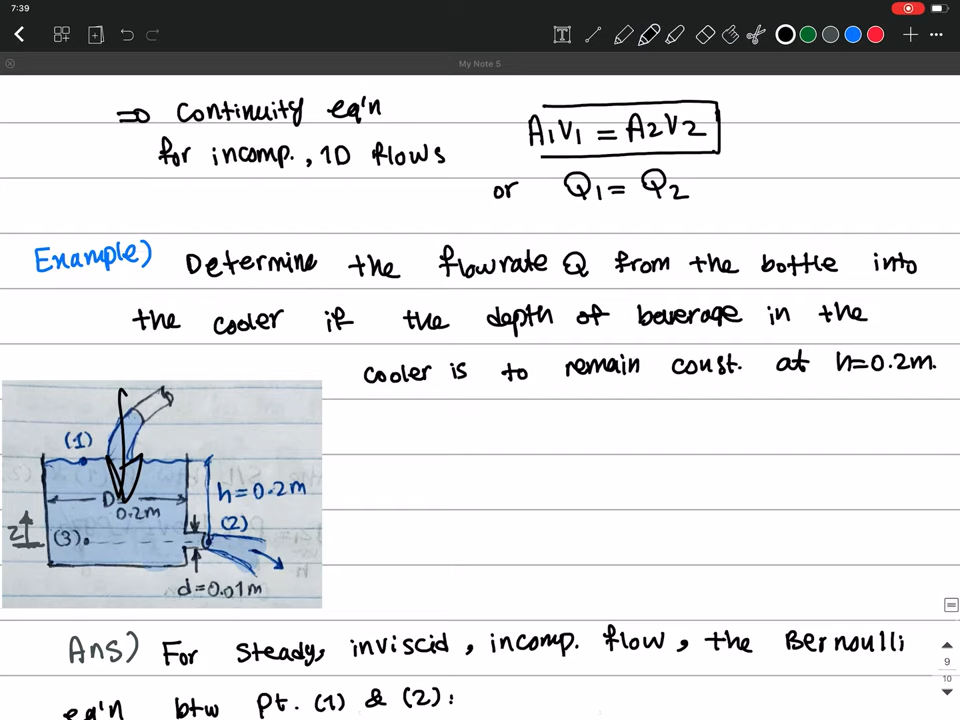 7:39
My Note 5
⇒ Continuity eq'n
for incomp., 1D flows
A1V1 = A2V2
or Q1 = Q2
Example) Determine the flowrate Q from the bottle into
the cooler if the depth of beverage in the
cooler is to remain const. at h=0.2m.
(1)
h=0.2m
D
0.2m
(2)
z
(3)
d=0.01m
Ans) For steady, inviscid, incomp. flow, the Bernoulli
eq'n btw pt. (1) & (2):
9
10